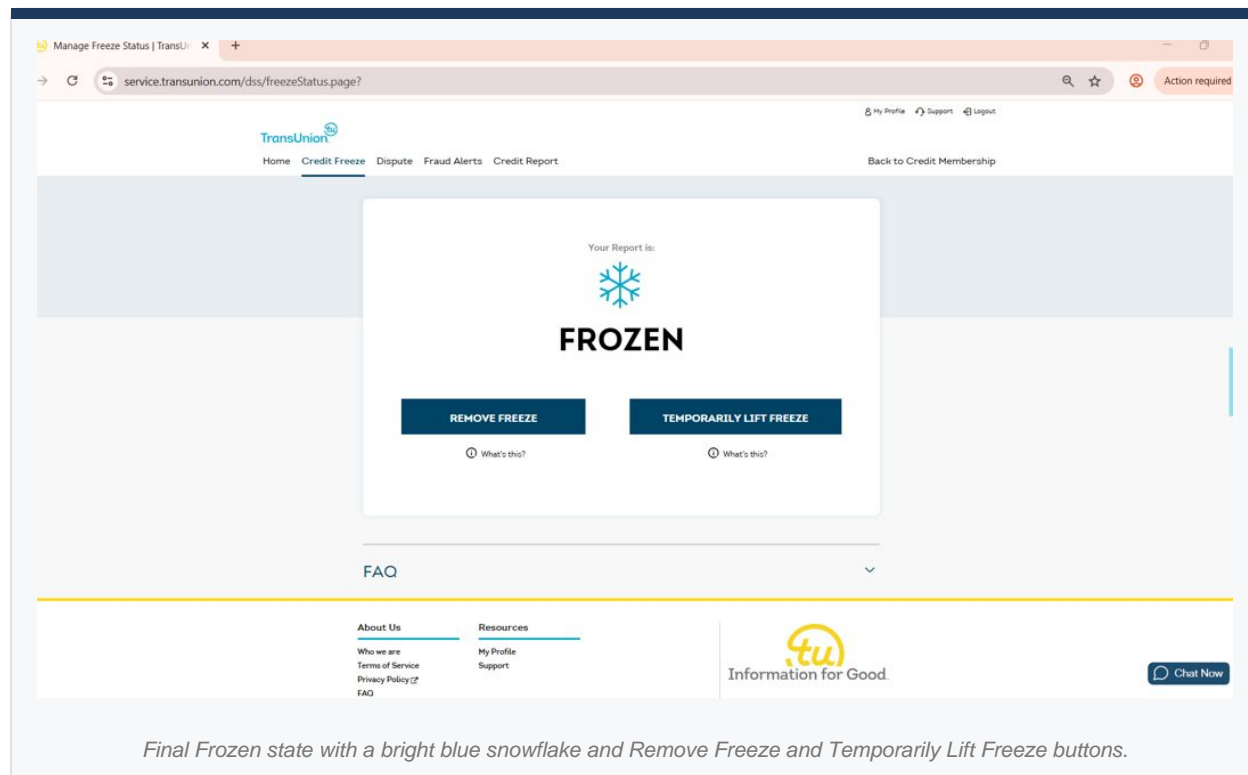 Manage Freeze Status | TransUn
service.transunion.com/dss/freezeStatus.page?
Action required
My Profile Support Logout
TransUnion tu
Home Credit Freeze Dispute Fraud Alerts Credit Report Back to Credit Membership
Your Report is:
FROZEN
REMOVE FREEZE TEMPORARILY LIFT FREEZE
What's this? What's this?
FAQ
About Us Resources
Who we are My Profile
Terms of Service Support
Privacy Policy
FAQ
tu
Information for Good.
Chat Now
Final Frozen state with a bright blue snowflake and Remove Freeze and Temporarily Lift Freeze buttons.